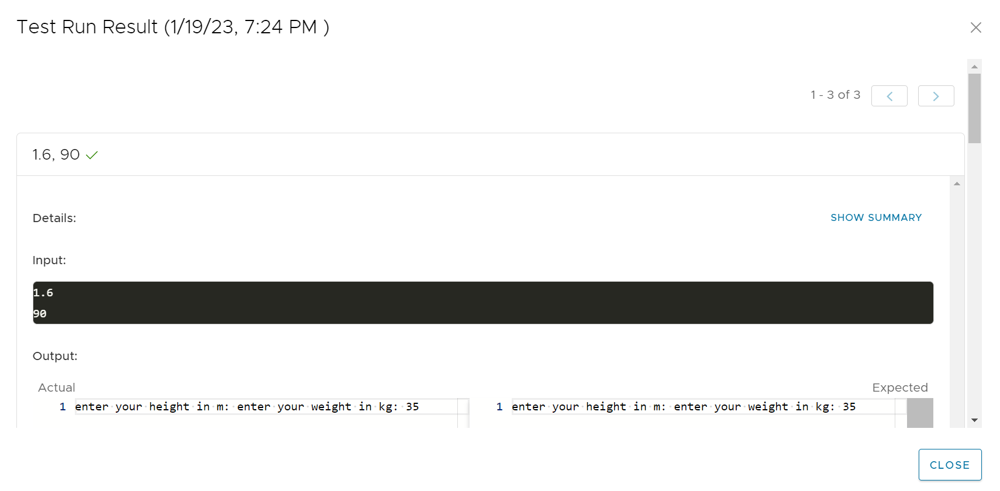 Test Run Result (1/19/23, 7:24 PM )
1 - 3 of 3
1.6, 90
Details:
SHOW SUMMARY
Input:
1.6
90
Output:
Actual
Expected
1 enter·your·height·in·m:·enter·your·weight·in·kg:·35
1 enter·your·height·in·m:·enter·your·weight·in·kg:·35
CLOSE